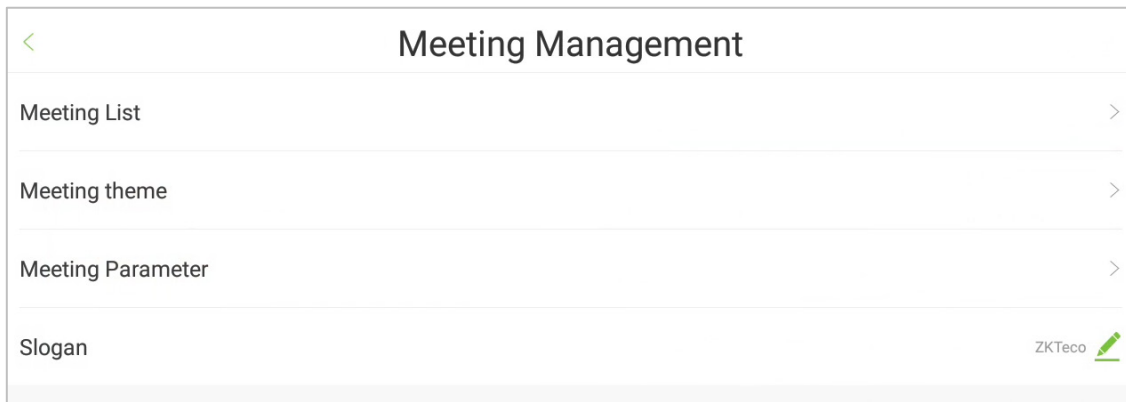 Meeting Management
Meeting List
Meeting theme
Meeting Parameter
Slogan ZKTeco